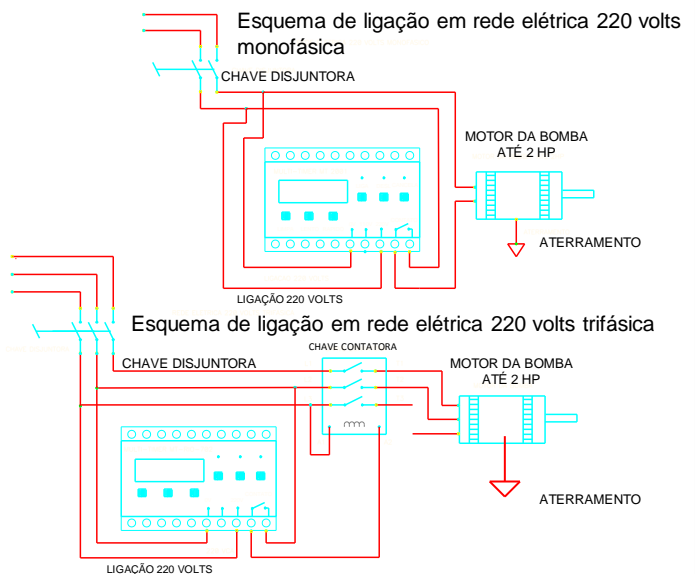 Esquema de ligação em rede elétrica 220 volts
monofásica
CHAVE DISJUNTORA
MOTOR DA BOMBA
ATÉ 2 HP
ATERRAMENTO
LIGAÇÃO 220 VOLTS
Esquema de ligação em rede elétrica 220 volts trifásica
CHAVE CONTATORA
CHAVE DISJUNTORA
MOTOR DA BOMBA
ATÉ 2 HP
ATERRAMENTO
LIGAÇÃO 220 VOLTS